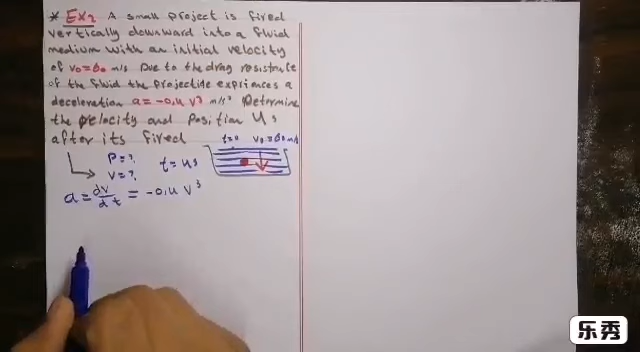 * Ex2 A small project is fired
vertically downward into a fluid
medium with an initial velocity
of v0=60 m/s Due to the drag resistance
of the fluid the projectile expriences a
deceleration a= -0,4 v³ m/s² Determine
the velocity and Position 4s
after its fired
t=0 v0=60 m/s
P=? t=4s
V=?
a = dv/dt = -0,4 v³
乐秀